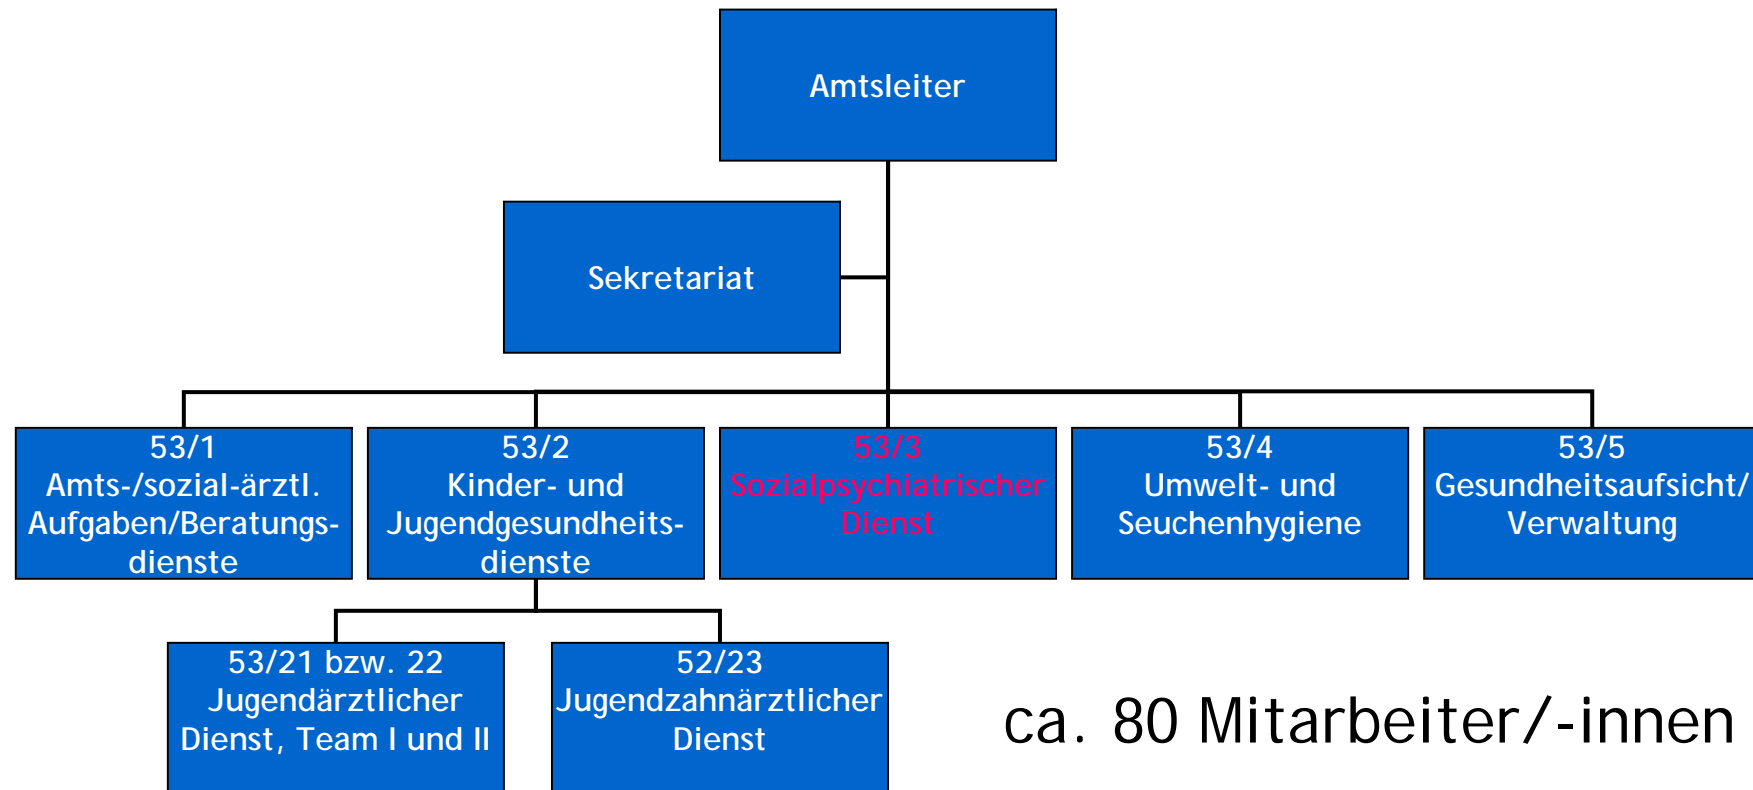 Amtsleiter
Sekretariat
53/1
Amts-/sozial-ärztl.
Aufgaben/Beratungs-
dienste
53/2
Kinder- und
Jugendgesundheits-
dienste
53/3
Sozialpsychiatrischer
Dienst
53/4
Umwelt- und
Seuchenhygiene
53/5
Gesundheitsaufsicht/
Verwaltung
53/21 bzw. 22
Jugendärztlicher
Dienst, Team I und II
52/23
Jugendzahnärztlicher
Dienst
ca. 80 Mitarbeiter/-innen